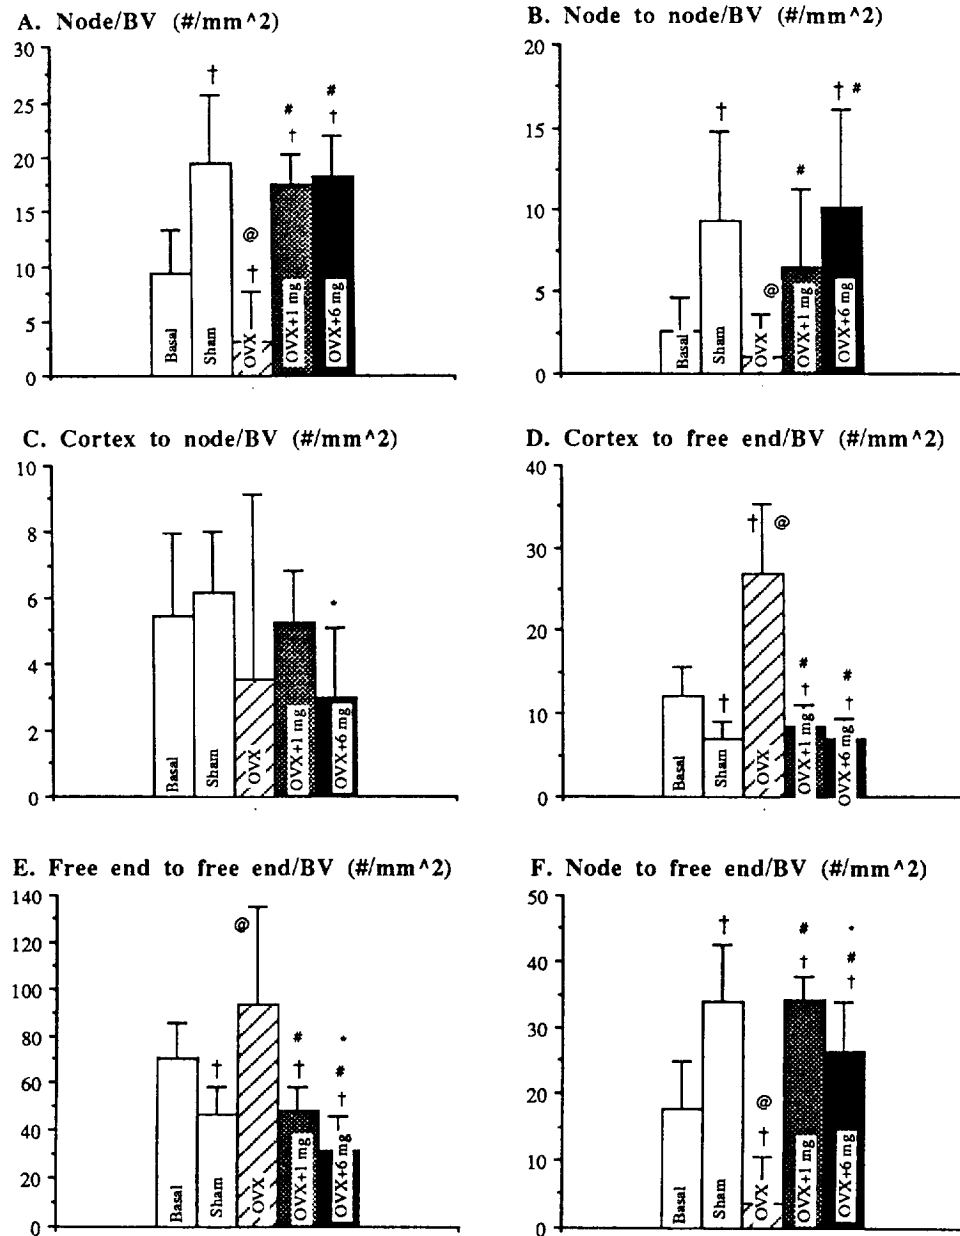 A. Node/BV (#/mm^2)
30
25
20
15
10
5
0
†
@
†
#
†
#
†
Basal
Sham
OVX
OVX+1 mg
OVX+6 mg
B. Node to node/BV (#/mm^2)
20
15
10
5
0
†
@
#
† #
Basal
Sham
OVX
OVX+1 mg
OVX+6 mg
C. Cortex to node/BV (#/mm^2)
10
8
6
4
2
0
*
Basal
Sham
OVX
OVX+1 mg
OVX+6 mg
D. Cortex to free end/BV (#/mm^2)
40
30
20
10
0
†
† @
#
†
#
†
Basal
Sham
OVX
OVX+1 mg
OVX+6 mg
E. Free end to free end/BV (#/mm^2)
140
120
100
80
60
40
20
0
†
@
#
†
*
#
†
Basal
Sham
OVX
OVX+1 mg
OVX+6 mg
F. Node to free end/BV (#/mm^2)
50
40
30
20
10
0
†
@
†
#
†
*
#
†
Basal
Sham
OVX
OVX+1 mg
OVX+6 mg